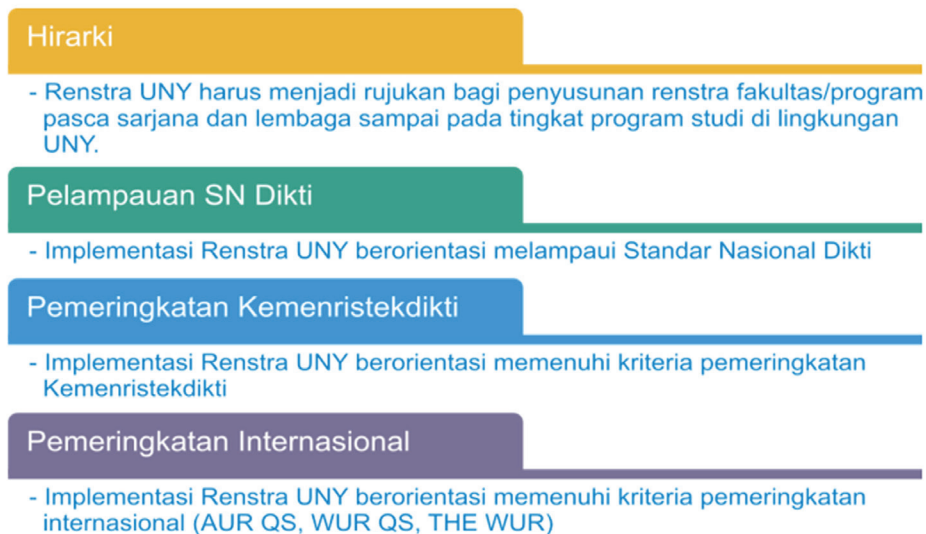 Hirarki
- Renstra UNY harus menjadi rujukan bagi penyusunan renstra fakultas/program
pasca sarjana dan lembaga sampai pada tingkat program studi di lingkungan
UNY.
Pelampauan SN Dikti
- Implementasi Renstra UNY berorientasi melampaui Standar Nasional Dikti
Pemeringkatan Kemenristekdikti
- Implementasi Renstra UNY berorientasi memenuhi kriteria pemeringkatan
Kemenristekdikti
Pemeringkatan Internasional
- Implementasi Renstra UNY berorientasi memenuhi kriteria pemeringkatan
internasional (AUR QS, WUR QS, THE WUR)